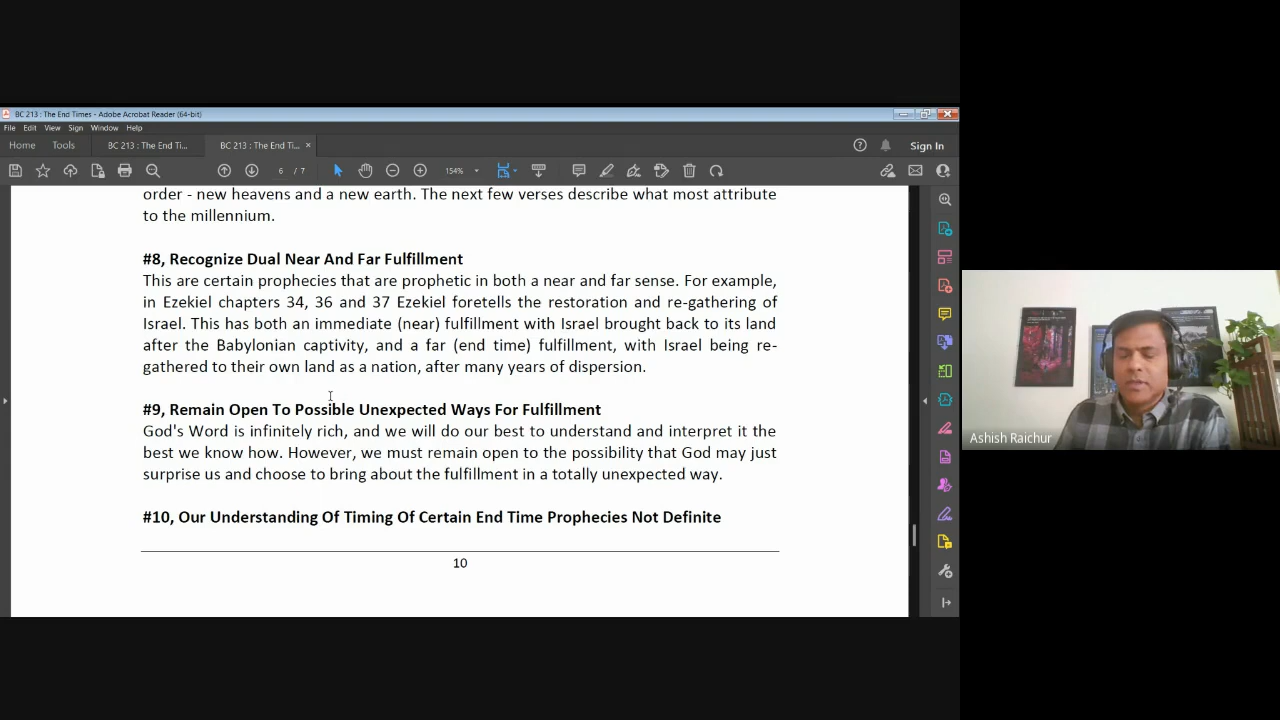 BC 213 : The End Times - Adobe Acrobat Reader (64-bit)
File Edit View Sign Window Help
Home Tools BC 213 : The End Ti... BC 213 : The End Ti... × Sign In
6 / 7 154%
order - new heavens and a new earth. The next few verses describe what most attribute
to the millennium.
#8, Recognize Dual Near And Far Fulfillment
This are certain prophecies that are prophetic in both a near and far sense. For example,
in Ezekiel chapters 34, 36 and 37 Ezekiel foretells the restoration and re-gathering of
Israel. This has both an immediate (near) fulfillment with Israel brought back to its land
after the Babylonian captivity, and a far (end time) fulfillment, with Israel being re-
gathered to their own land as a nation, after many years of dispersion.
#9, Remain Open To Possible Unexpected Ways For Fulfillment
God's Word is infinitely rich, and we will do our best to understand and interpret it the
best we know how. However, we must remain open to the possibility that God may just
surprise us and choose to bring about the fulfillment in a totally unexpected way.
#10, Our Understanding Of Timing Of Certain End Time Prophecies Not Definite
10
Ashish Raichur